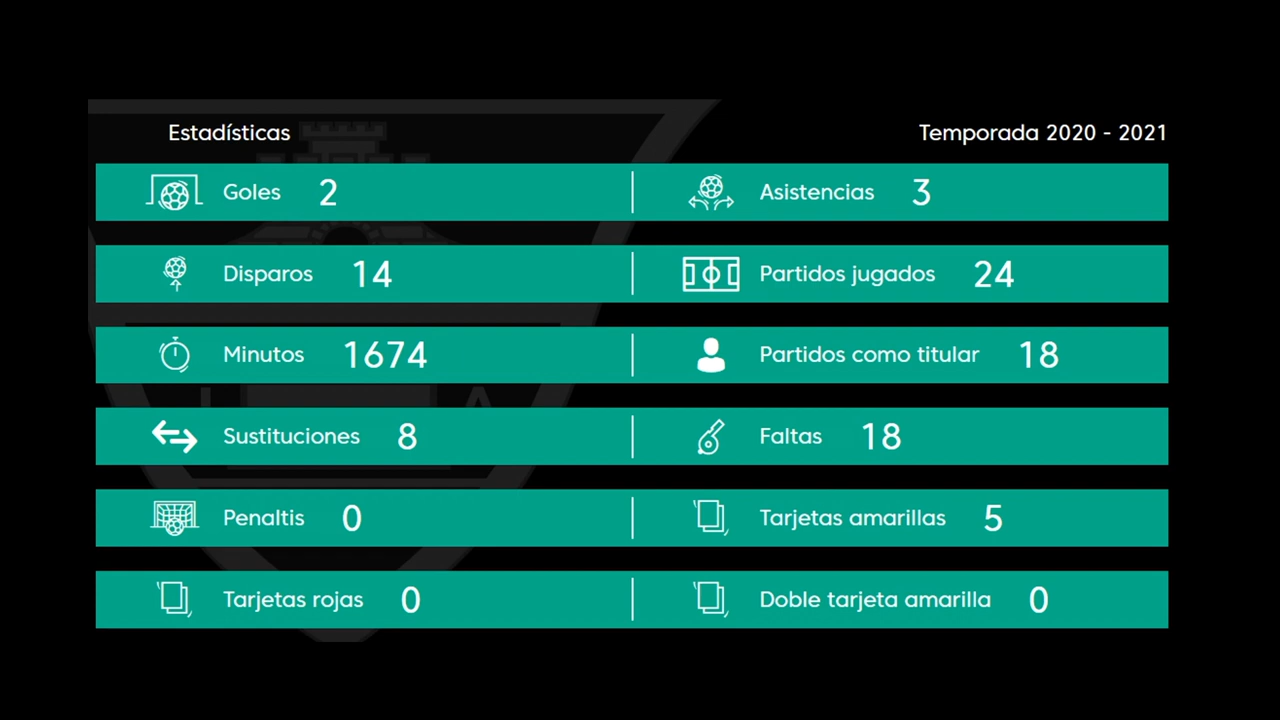 Estadísticas Temporada 2020 - 2021
Goles 2 Asistencias 3
Disparos 14 Partidos jugados 24
Minutos 1674 Partidos como titular 18
Sustituciones 8 Faltas 18
Penaltis 0 Tarjetas amarillas 5
Tarjetas rojas 0 Doble tarjeta amarilla 0